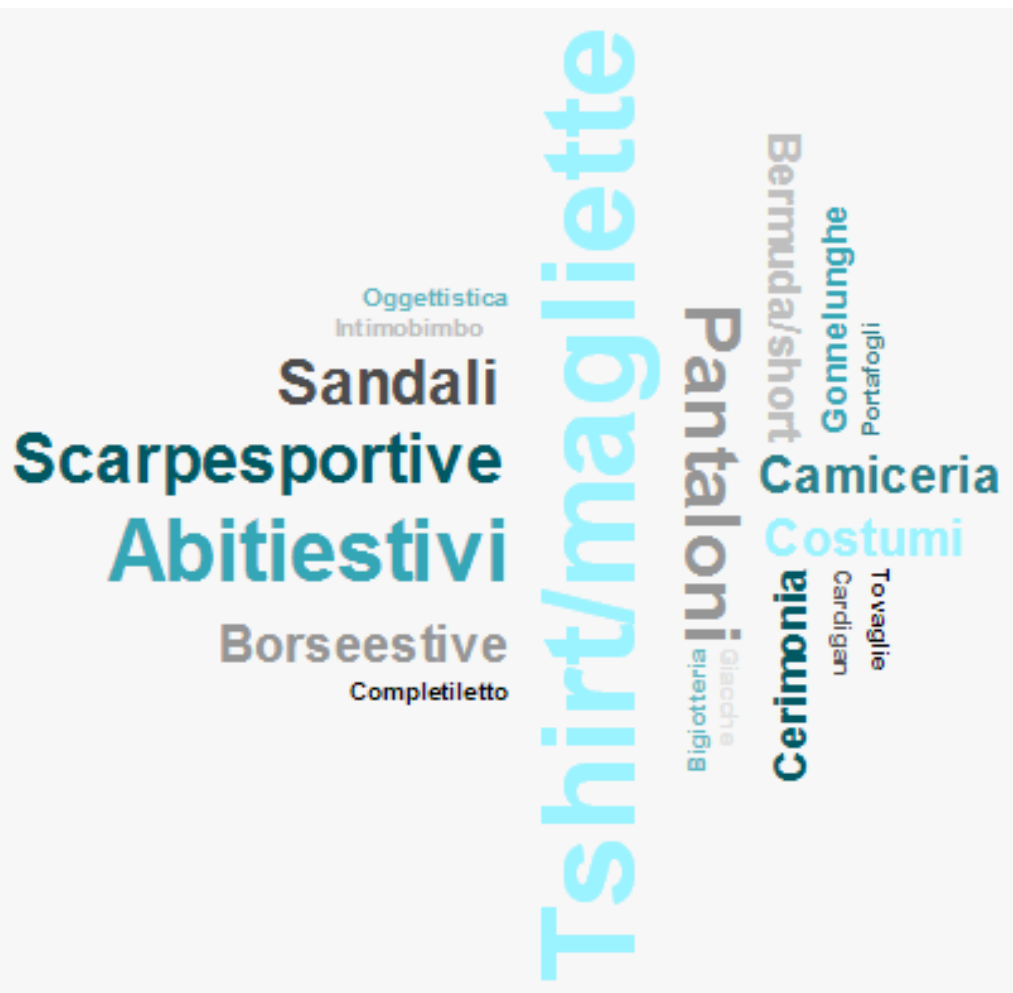 Tshirt/magliette
Oggettistica
Intimobimbo
Sandali
Scarpesportive
Abitiestivi
Borseestive
Completiletto
Pantaloni
Bermuda/short
Gonnelunghe
Portafogli
Camiceria
Costumi
Cerimonia
Cardigan
Tovaglie
Bigiotteria
Giacche